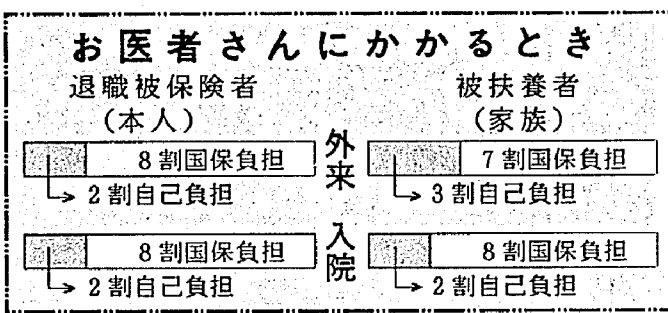 お医者さんにかかるとき
退職被保険者
（本人）
被扶養者
（家族）
外来
8割国保負担
2割自己負担
7割国保負担
3割自己負担
入院
8割国保負担
2割自己負担
8割国保負担
2割自己負担